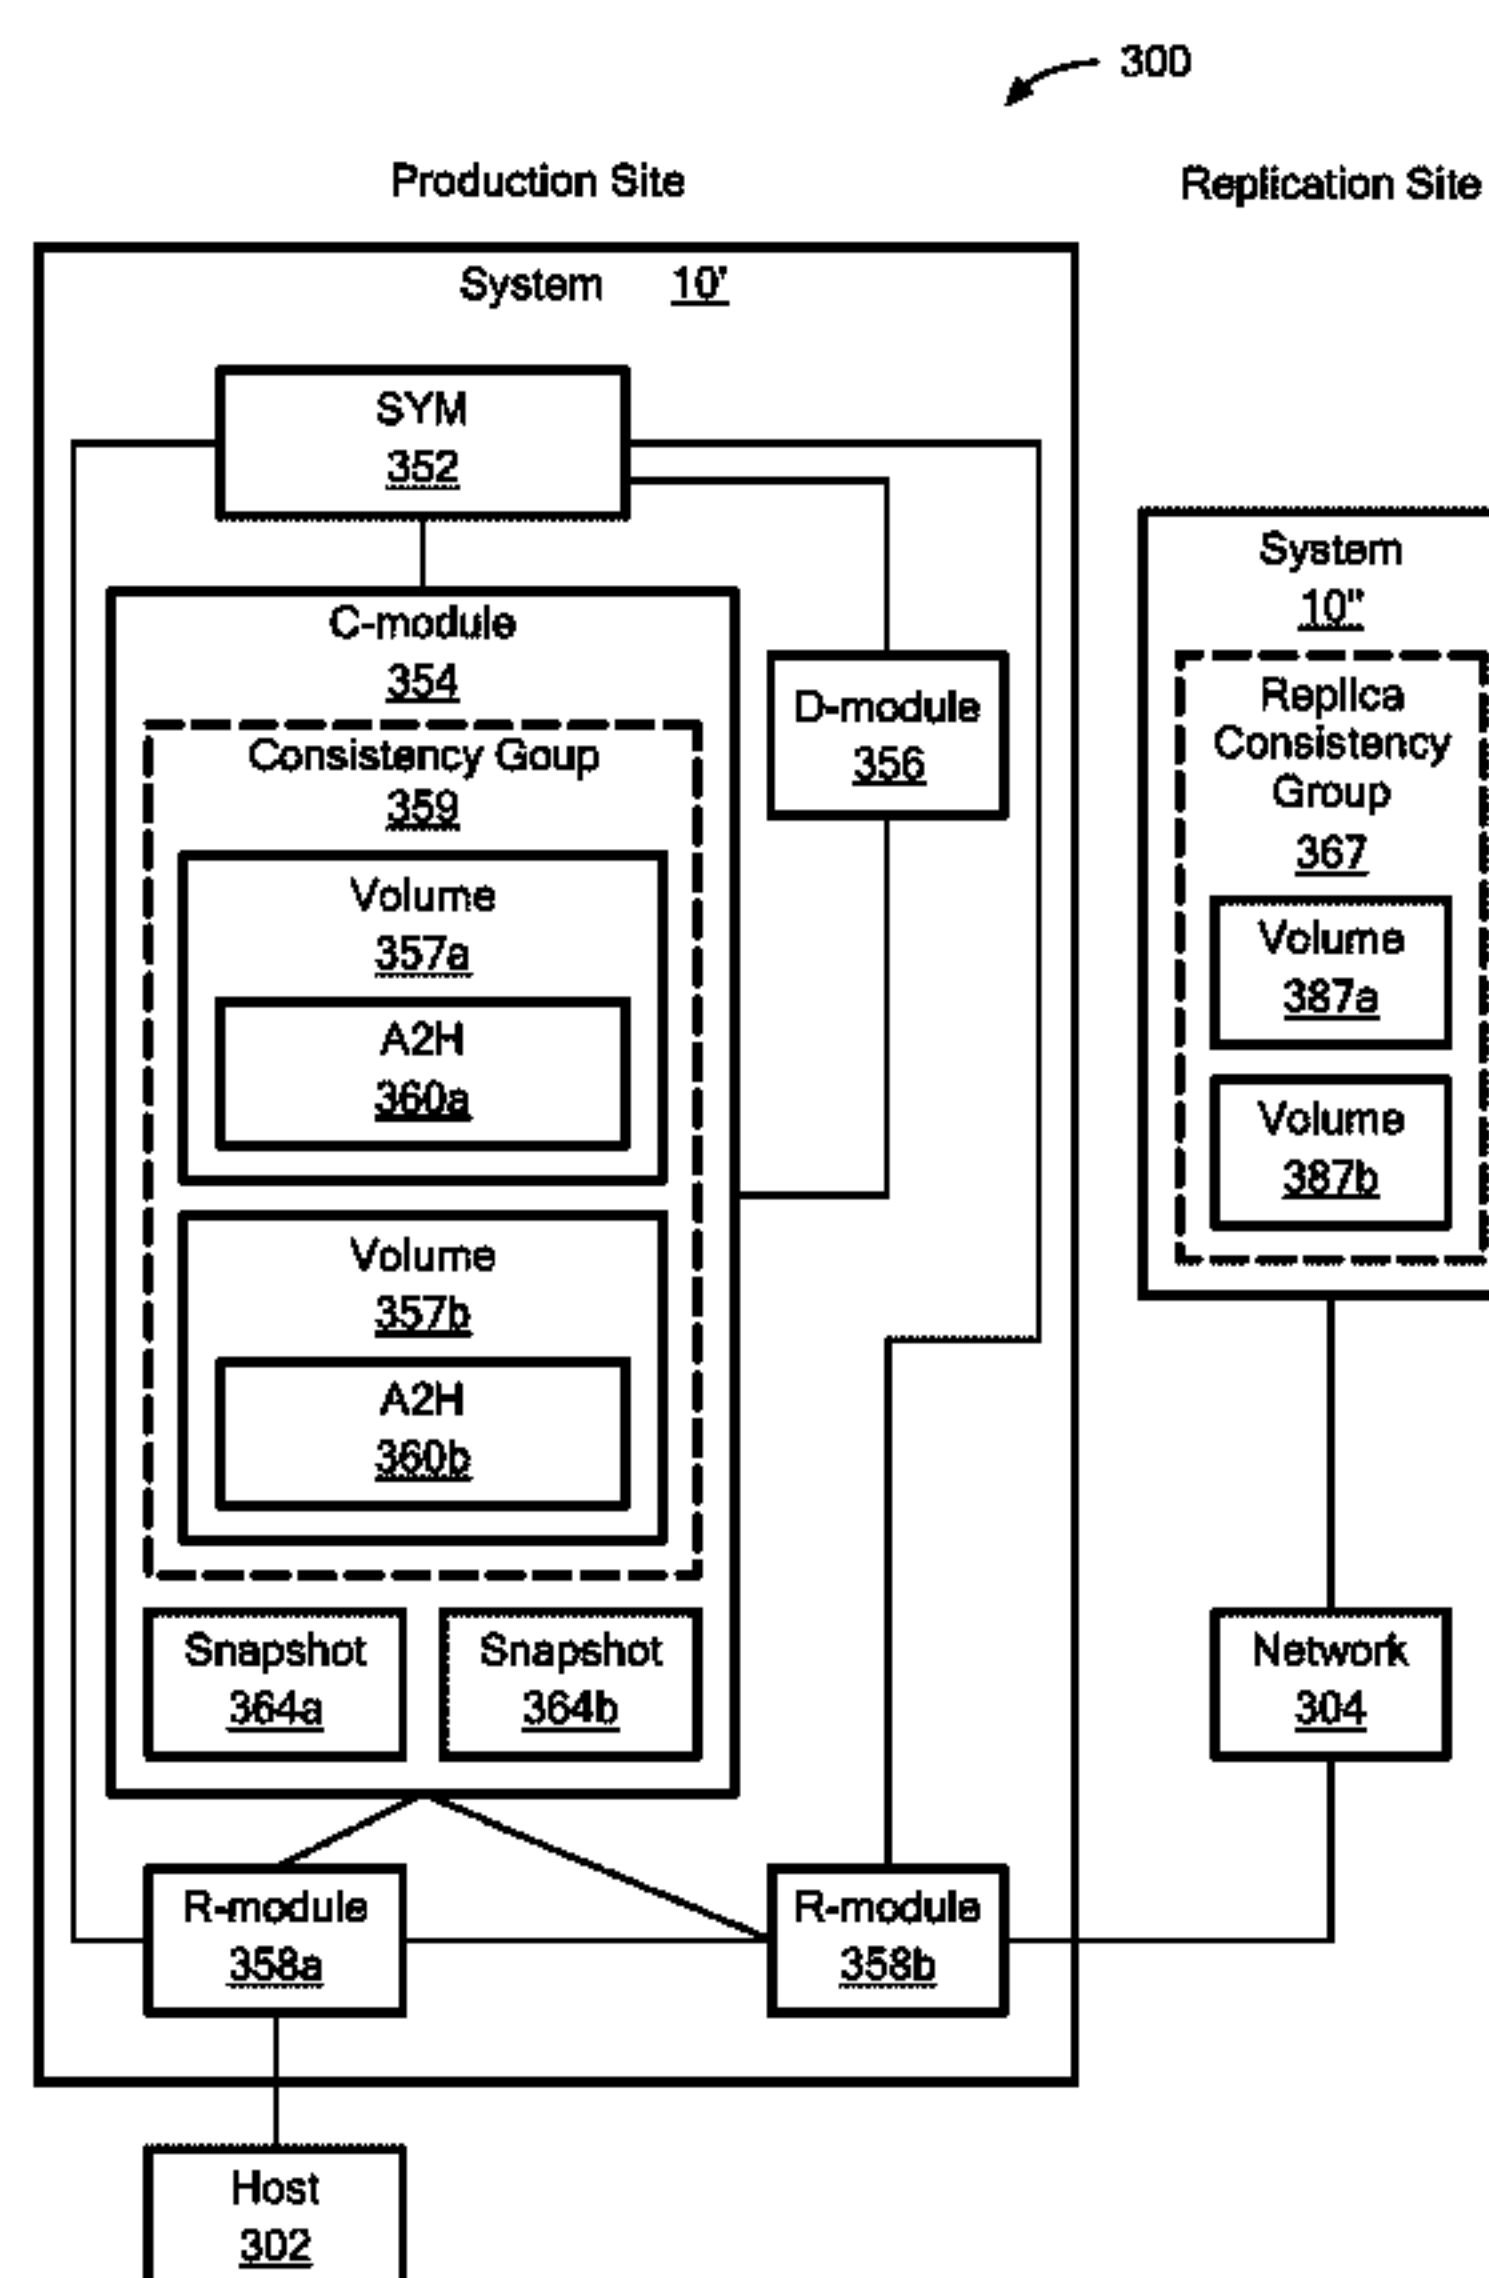 300
Production Site
Replication Site
System 10'
SYM
352
C-module
354
Consistency Goup
359
Volume
357a
A2H
360a
Volume
357b
A2H
360b
Snapshot
364a
Snapshot
364b
D-module
356
R-module
358a
R-module
358b
Host
302
System
10"
Replica
Consistency
Group
367
Volume
387a
Volume
387b
Network
304